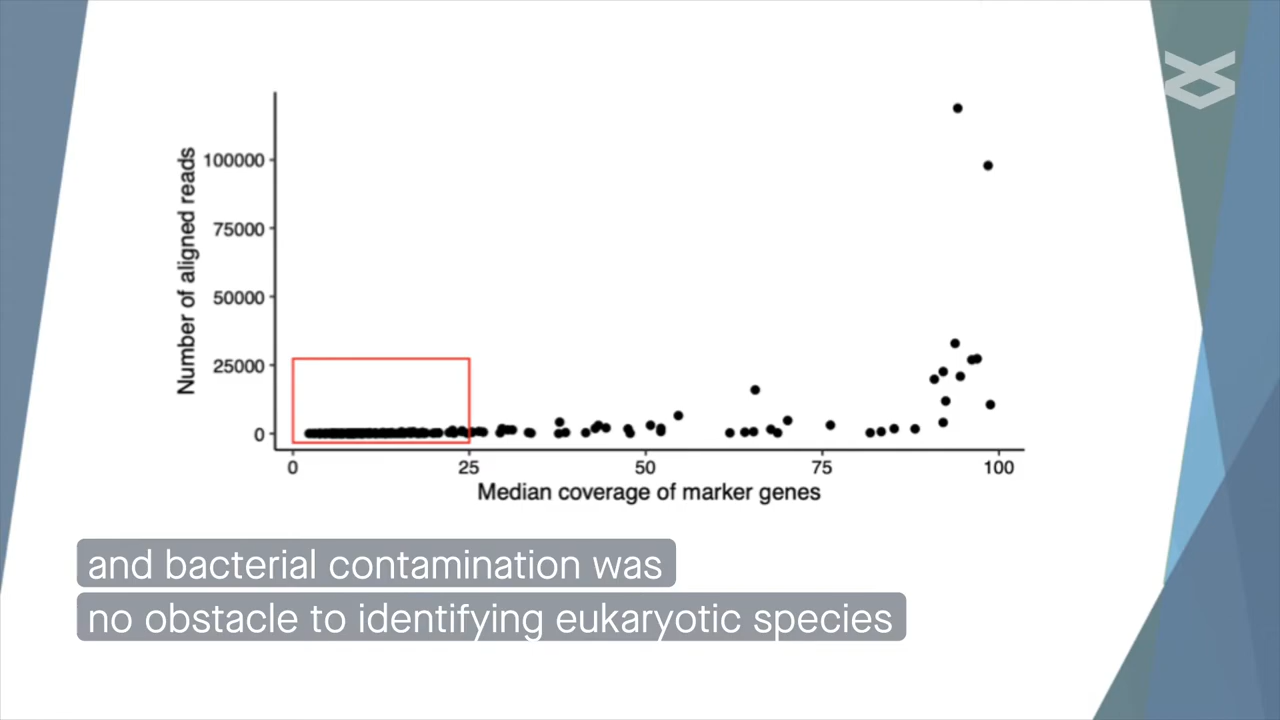 Number of aligned reads
100000
75000
50000
25000
0
0 25 50 75 100
Median coverage of marker genes
and bacterial contamination was
no obstacle to identifying eukaryotic species